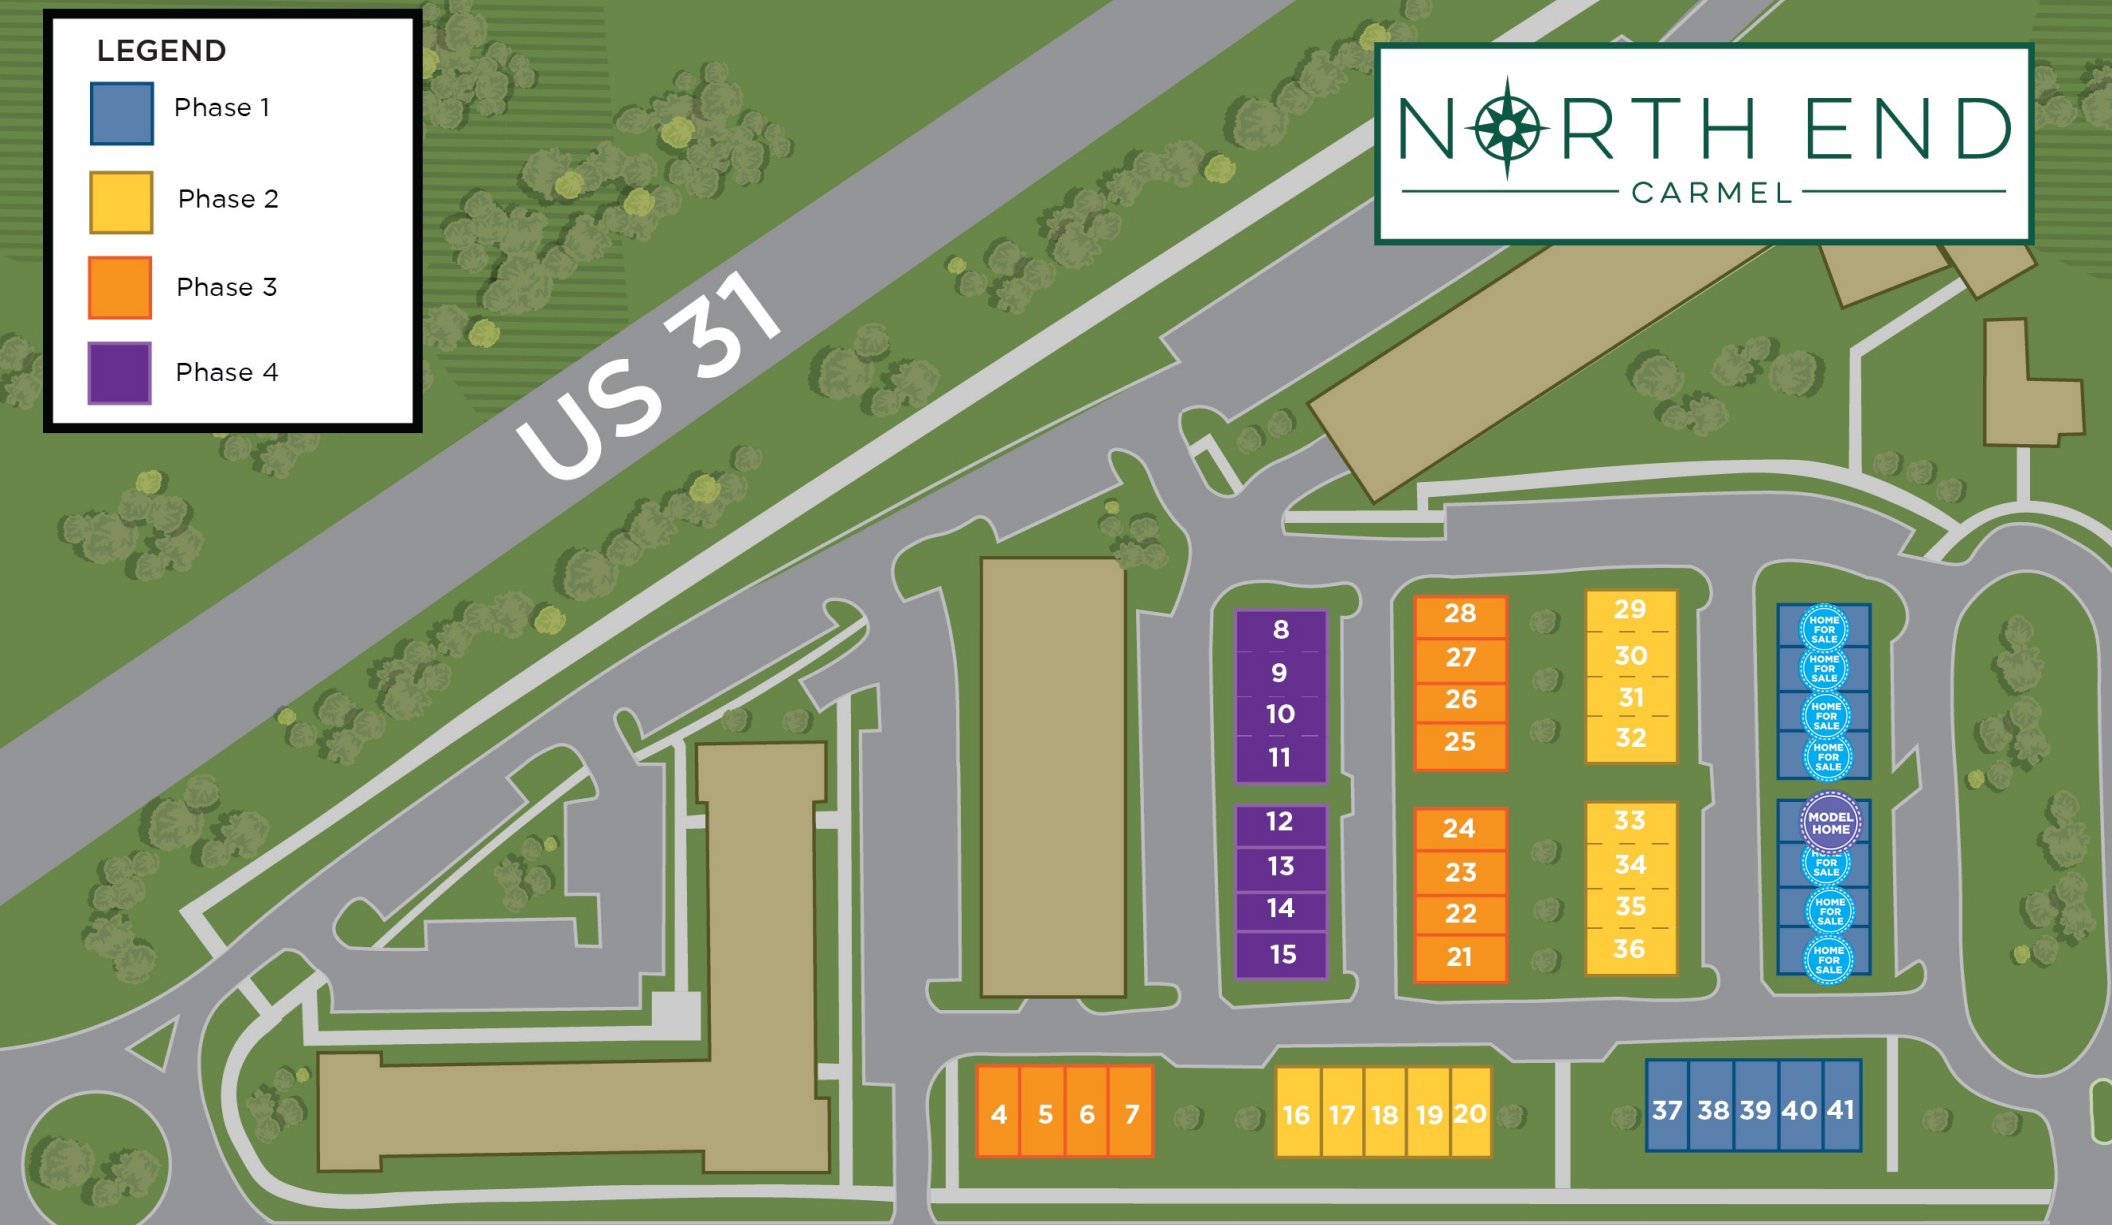 LEGEND
Phase 1
Phase 2
Phase 3
Phase 4
NORTH END
CARMEL
US 31
8
9
10
11
12
13
14
15
28
27
26
25
24
23
22
21
29
30
31
32
33
34
35
36
HOME
FOR
SALE
HOME
FOR
SALE
HOME
FOR
SALE
HOME
FOR
SALE
MODEL
HOME
HOME
FOR
SALE
HOME
FOR
SALE
HOME
FOR
SALE
4 5 6 7
16 17 18 19 20
37 38 39 40 41